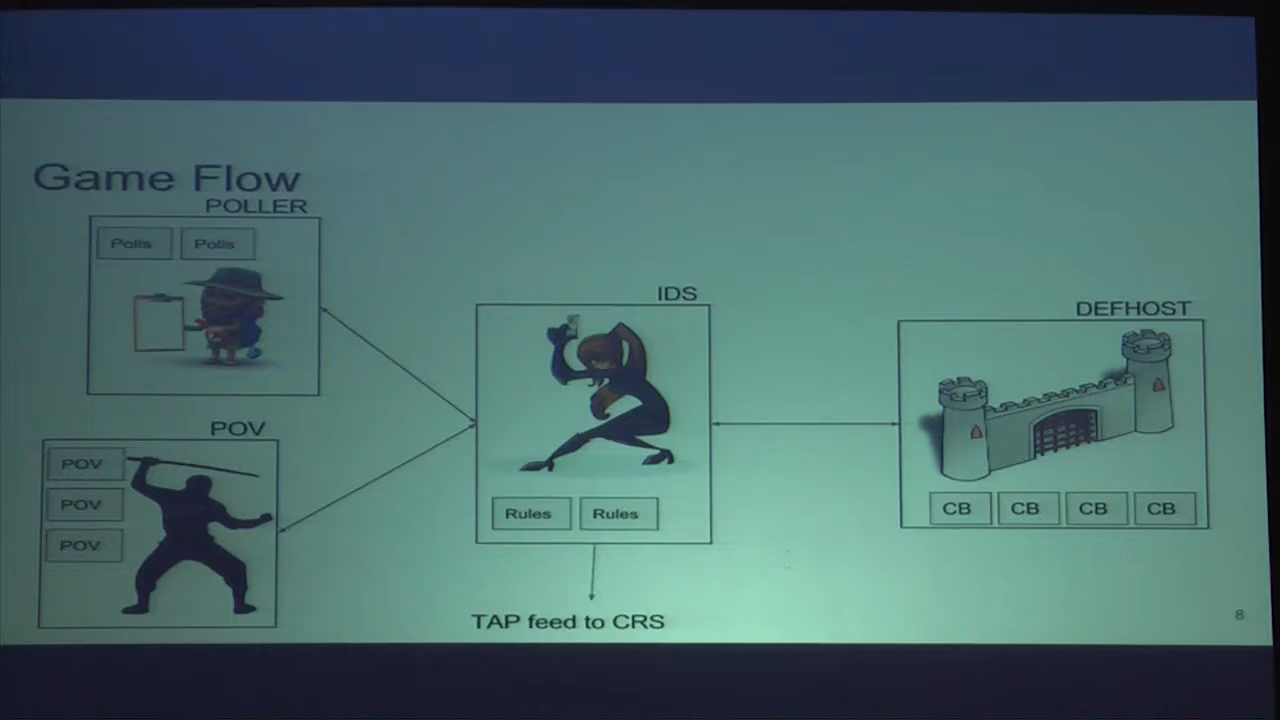 Game Flow
POLLER
Polls Polls
POV
POV
POV
POV
IDS
Rules Rules
TAP feed to CRS
DEFHOST
CB CB CB CB
8